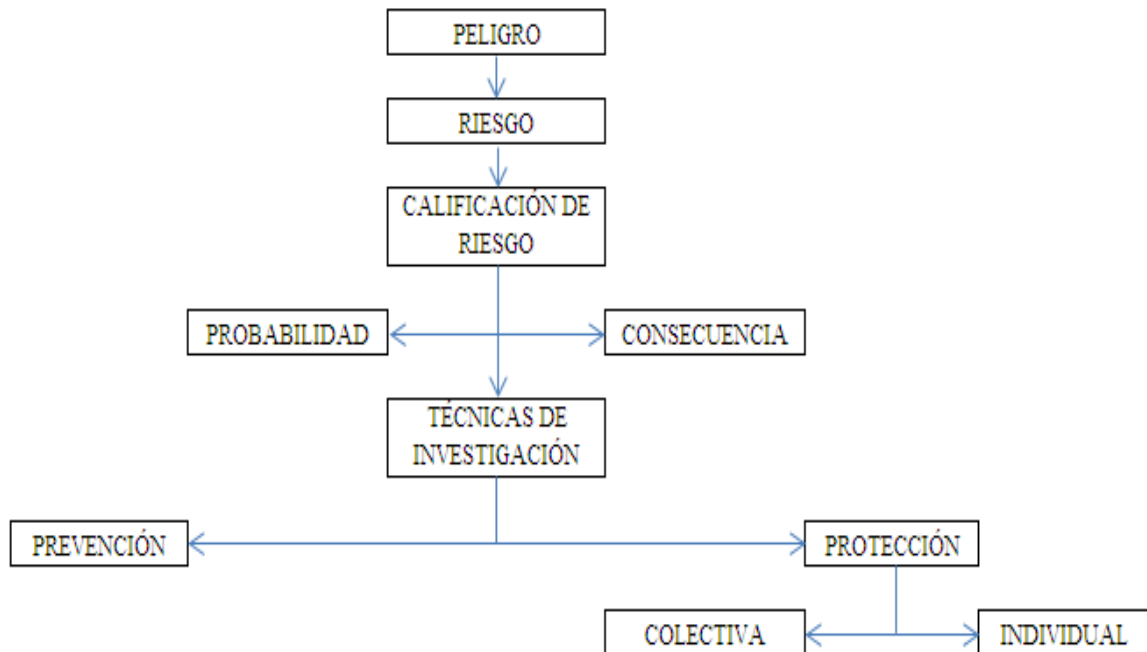 PELIGRO
RIESGO
CALIFICACIÓN DE
RIESGO
PROBABILIDAD
CONSECUENCIA
TÉCNICAS DE
INVESTIGACIÓN
PREVENCIÓN
PROTECCIÓN
COLECTIVA
INDIVIDUAL